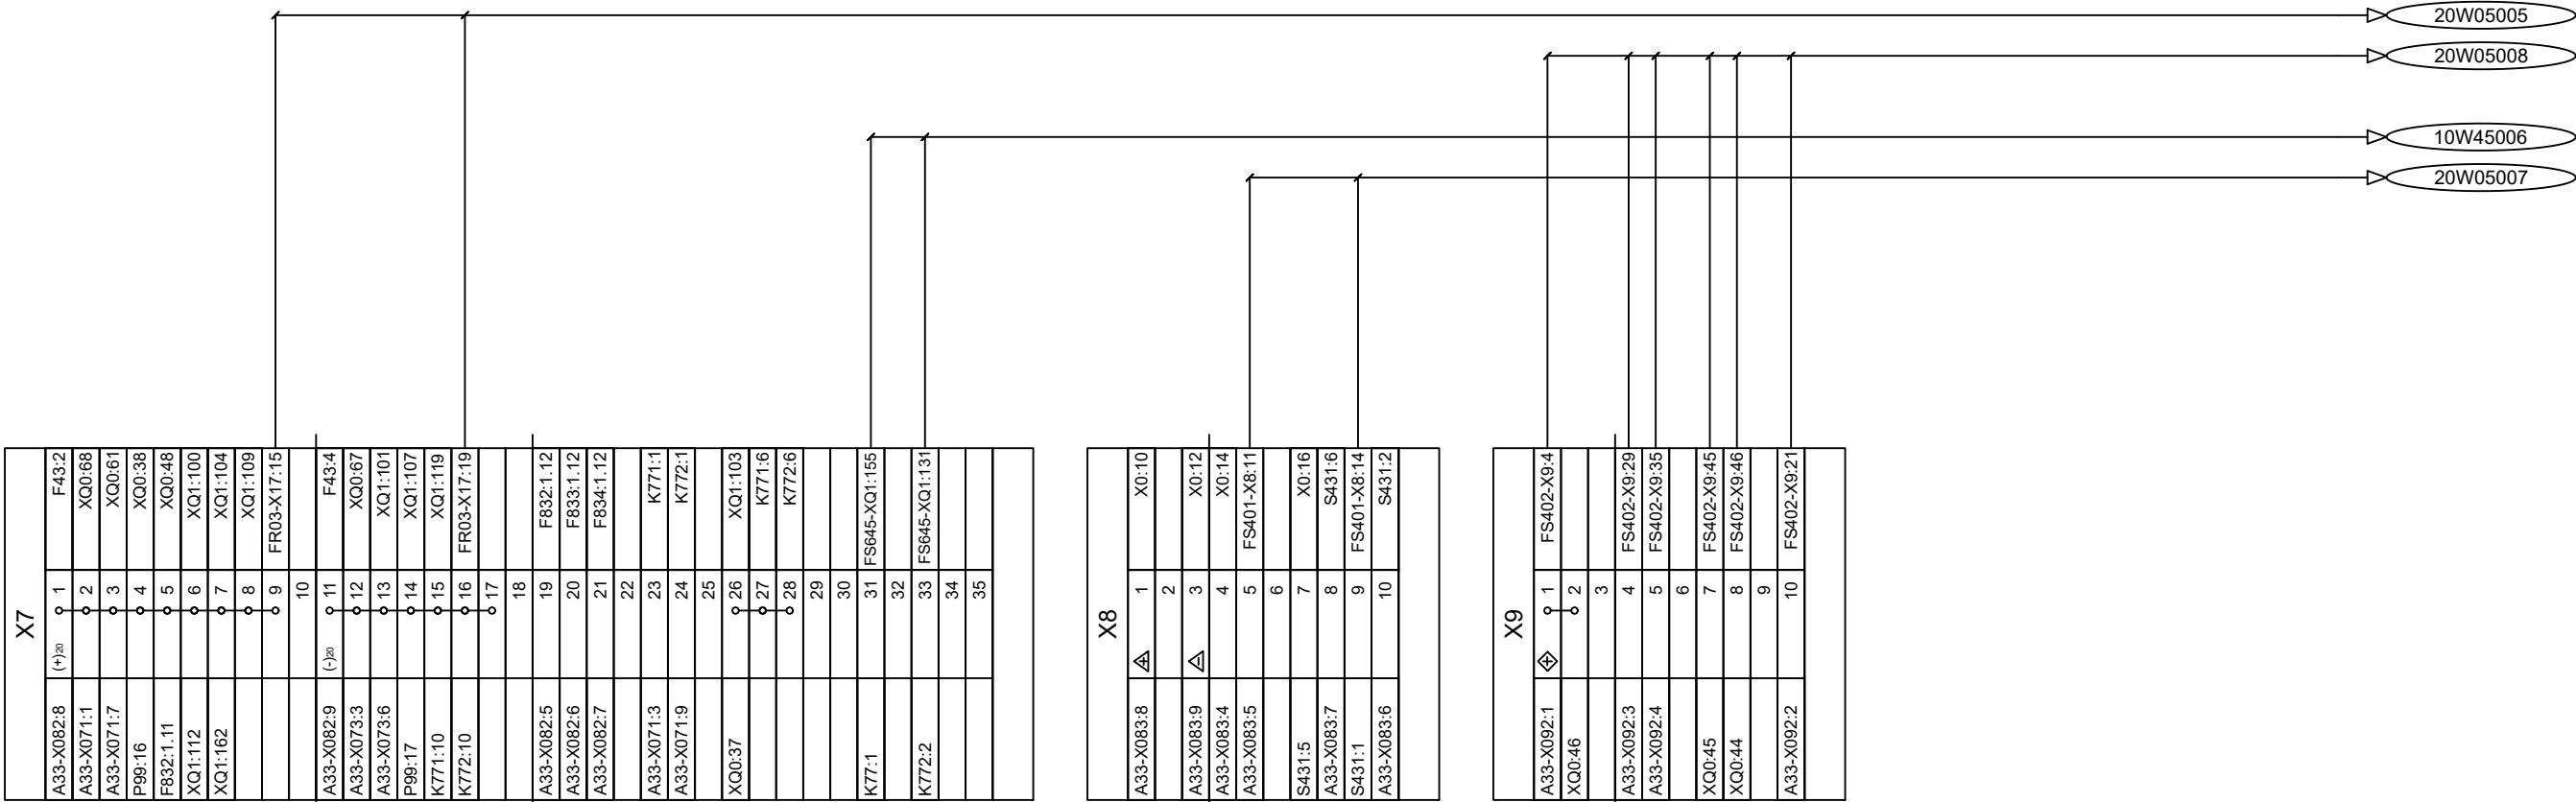 20W05005
20W05008
10W45006
20W05007
X7
A33-X082:8 (+)20 1 F43:2
A33-X071:1 2 XQ0:68
A33-X071:7 3 XQ0:61
P99:16 4 XQ0:38
F832:1.11 5 XQ0:48
XQ1:112 6 XQ1:100
XQ1:162 7 XQ1:104
8 XQ1:109
9 FR03-X17:15
10
A33-X082:9 (-)20 11 F43:4
A33-X073:3 12 XQ0:67
A33-X073:6 13 XQ1:101
P99:17 14 XQ1:107
K771:10 15 XQ1:119
K772:10 16 FR03-X17:19
17
18
A33-X082:5 19 F832:1.12
A33-X082:6 20 F833:1.12
A33-X082:7 21 F834:1.12
22
A33-X071:3 23 K771:1
A33-X071:9 24 K772:1
25
XQ0:37 26 XQ1:103
27 K771:6
28 K772:6
29
30
K77:1 31 FS645-XQ1:155
32
K772:2 33 FS645-XQ1:131
34
35
X8
A33-X083:8 + 1 X0:10
2
A33-X083:9 - 3 X0:12
A33-X083:4 4 X0:14
A33-X083:5 5 FS401-X8:11
6
S431:5 7 X0:16
A33-X083:7 8 S431:6
S431:1 9 FS401-X8:14
A33-X083:6 10 S431:2
X9
A33-X092:1 + 1 FS402-X9:4
XQ0:46 2
3
A33-X092:3 4 FS402-X9:29
A33-X092:4 5 FS402-X9:35
6
XQ0:45 7 FS402-X9:45
XQ0:44 8 FS402-X9:46
9
A33-X092:2 10 FS402-X9:21